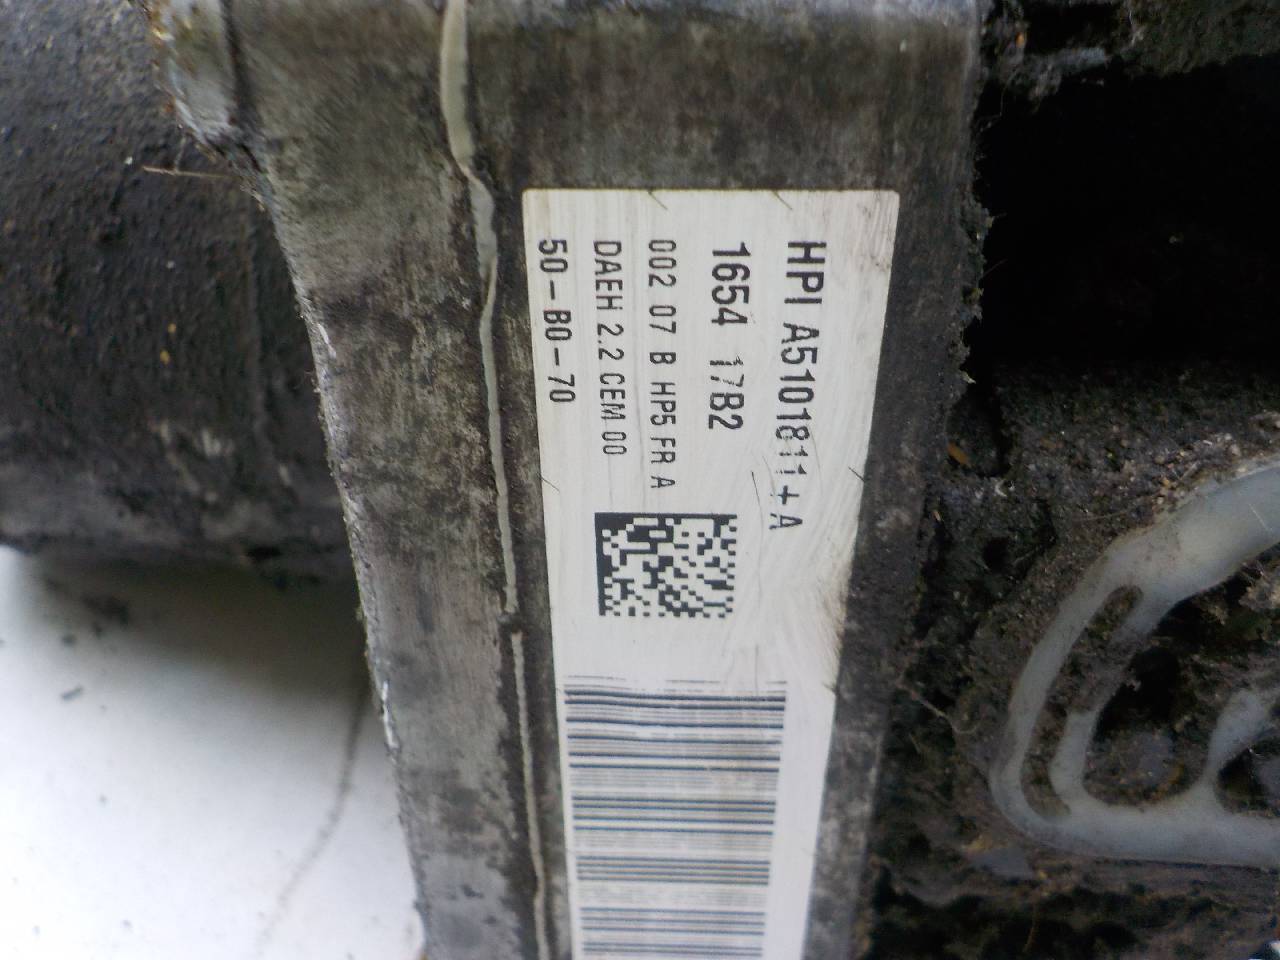 HPI A5101811+A
1654 17B2
002 07 B HP5 FR A
DAEH 2.2 CEM 00
50-B0-70